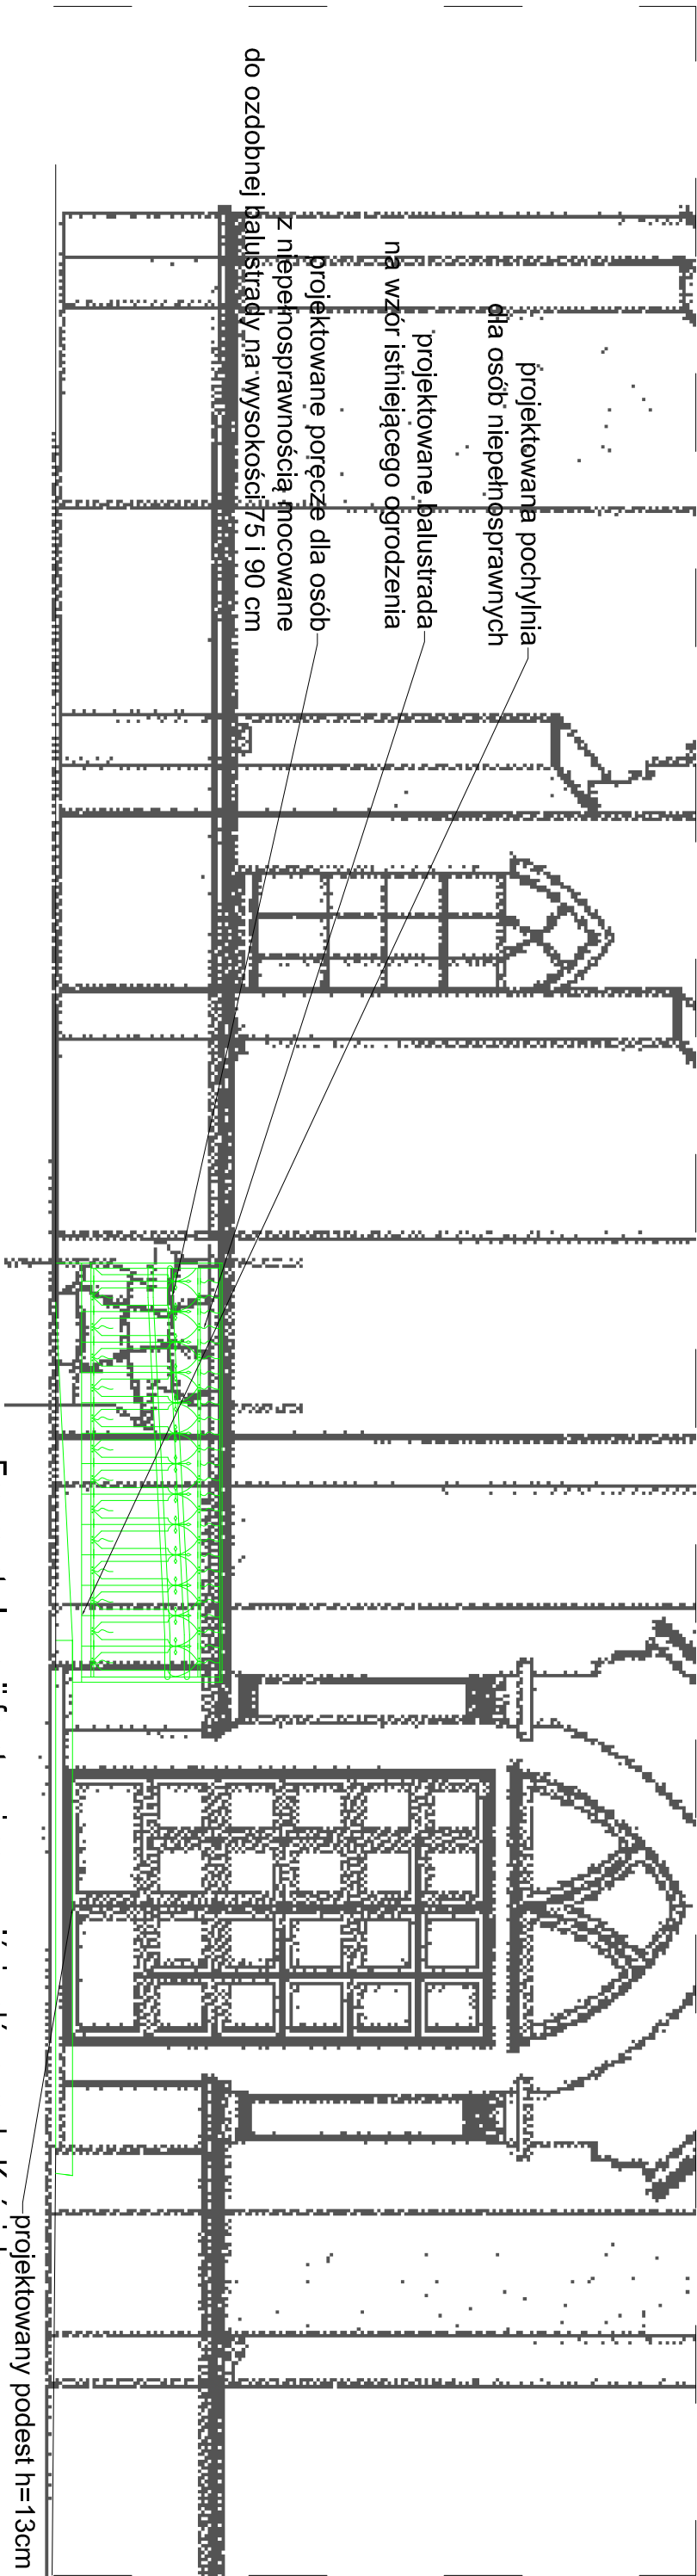 projektowana pochylnia
dla osób niepełnosprawnych
projektowane balustrada
na wzór istniejącego ogrodzenia
projektowane poręcze dla osób
z niepełnosprawnością mocowane
do ozdobnej balustrady na wysokości 75 i 90 cm
projektowany podest h=13cm